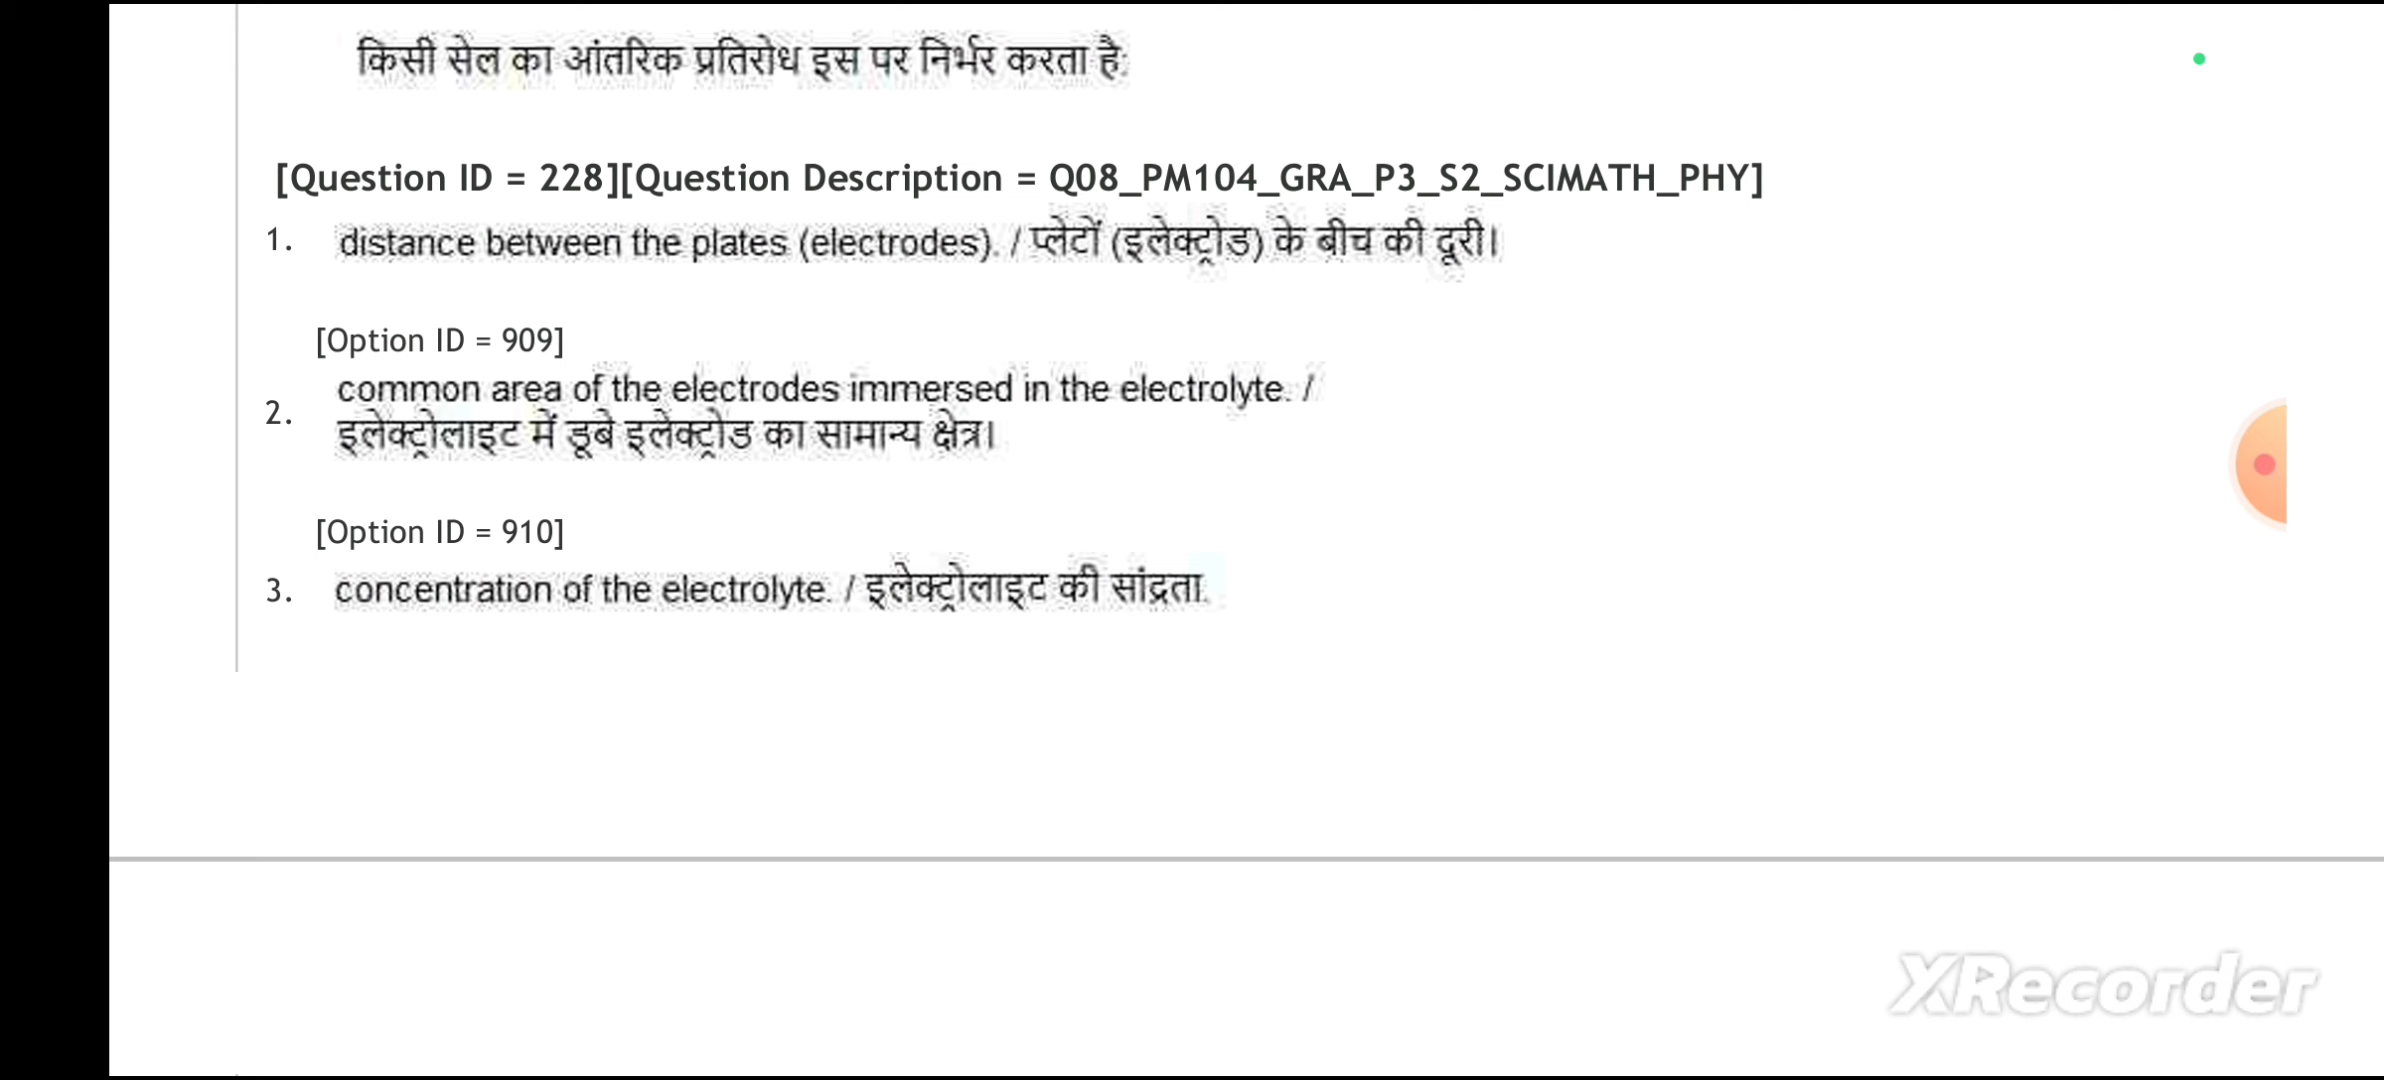 किसी सेल का आंतरिक प्रतिरोध इस पर निर्भर करता है:
[Question ID = 228][Question Description = Q08_PM104_GRA_P3_S2_SCIMATH_PHY]
1. distance between the plates (electrodes). / प्लेटों (इलेक्ट्रोड) के बीच की दूरी।
[Option ID = 909]
2. common area of the electrodes immersed in the electrolyte. /
इलेक्ट्रोलाइट में डूबे इलेक्ट्रोड का सामान्य क्षेत्र।
[Option ID = 910]
3. concentration of the electrolyte. / इलेक्ट्रोलाइट की सांद्रता.
XRecorder